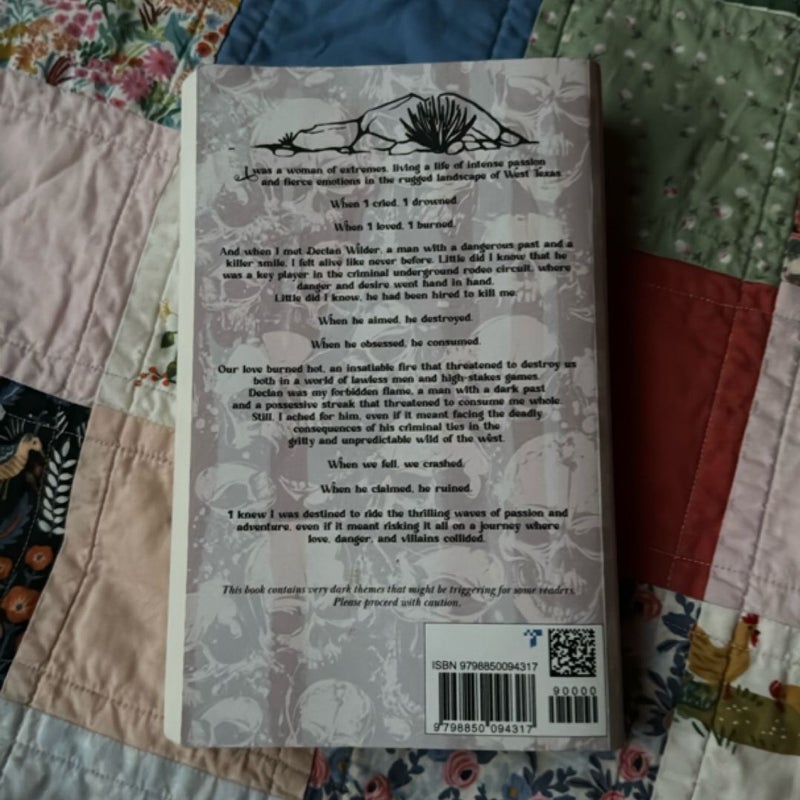 I was a woman of extremes, living a life of intense passion
and fierce emotions in the rugged landscape of West Texas.
When I cried, I drowned.
When I loved, I burned.
And when I met Declan Wilder, a man with a dangerous past and a
killer smile, I felt alive like never before. Little did I know that he
was a key player in the criminal underground rodeo circuit, where
danger and desire went hand in hand.
Little did I know, he had been hired to kill me.
When he aimed, he destroyed.
When he obsessed, he consumed.
Our love burned hot, an insatiable fire that threatened to destroy us
both in a world of lawless men and high-stakes games.
Declan was my forbidden flame, a man with a dark past
and a possessive streak that threatened to consume me whole.
Still, I ached for him, even if it meant facing the deadly
consequences of his criminal ties in the
gritty and unpredictable wild of the west.
When we fell, we crashed.
When he claimed, he ruined.
I knew I was destined to ride the thrilling waves of passion and
adventure, even if it meant risking it all on a journey where
love, danger, and villains collided.
This book contains very dark themes that might be triggering for some readers.
Please proceed with caution.
ISBN 9798850094317
90000
9 798850 094317